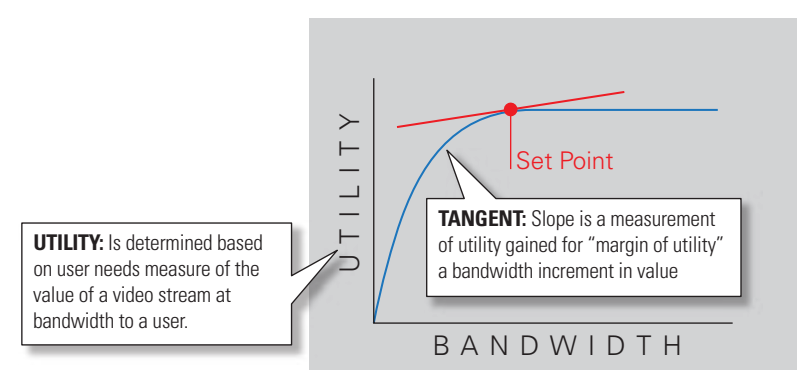 UTILITY
Set Point
TANGENT: Slope is a measurement
of utility gained for “margin of utility”
a bandwidth increment in value
UTILITY: Is determined based
on user needs measure of the
value of a video stream at
bandwidth to a user.
BANDWIDTH